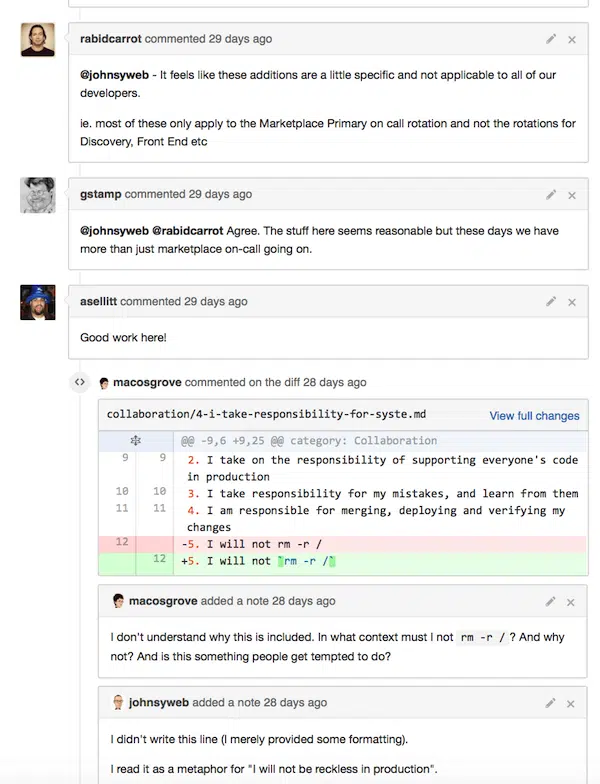 rabidcarrot commented 29 days ago
@johnsyweb - It feels like these additions are a little specific and not applicable to all of our
developers.
ie. most of these only apply to the Marketplace Primary on call rotation and not the rotations for
Discovery, Front End etc
gstamp commented 29 days ago
@johnsyweb @rabidcarrot Agree. The stuff here seems reasonable but these days we have
more than just marketplace on-call going on.
asellitt commented 29 days ago
Good work here!
macosgrove commented on the diff 28 days ago
collaboration/4-i-take-responsibility-for-syste.md View full changes
@@ -9,6 +9,25 @@ category: Collaboration
9 9 2. I take on the responsibility of supporting everyone's code
in production
10 10 3. I take responsibility for my mistakes, and learn from them
11 11 4. I am responsible for merging, deploying and verifying my
changes
12 -5. I will not rm -r /
12 +5. I will not `rm -r /`
macosgrove added a note 28 days ago
I don't understand why this is included. In what context must I not rm -r / ? And why
not? And is this something people get tempted to do?
johnsyweb added a note 28 days ago
I didn't write this line (I merely provided some formatting).
I read it as a metaphor for "I will not be reckless in production".